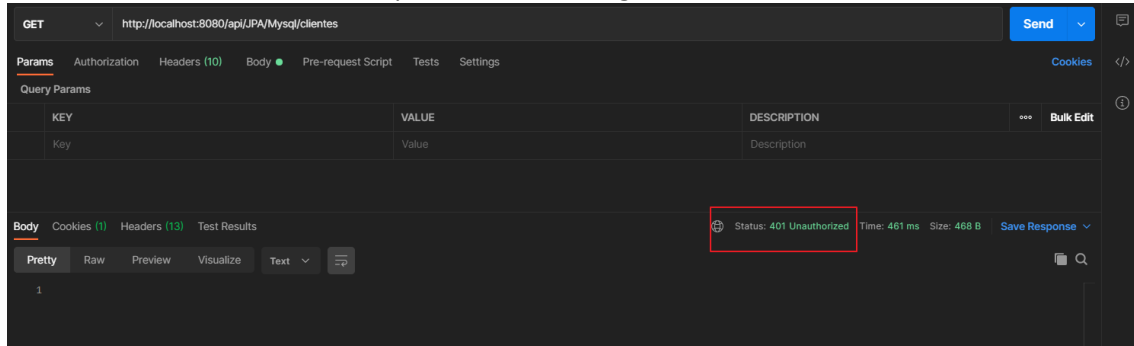 GET http://localhost:8080/api/JPA/Mysql/clientes Send
Params Authorization Headers (10) Body Pre-request Script Tests Settings Cookies
Query Params
KEY VALUE DESCRIPTION Bulk Edit
Key Value Description
Body Cookies (1) Headers (13) Test Results Status: 401 Unauthorized Time: 461 ms Size: 468 B Save Response
Pretty Raw Preview Visualize Text
1